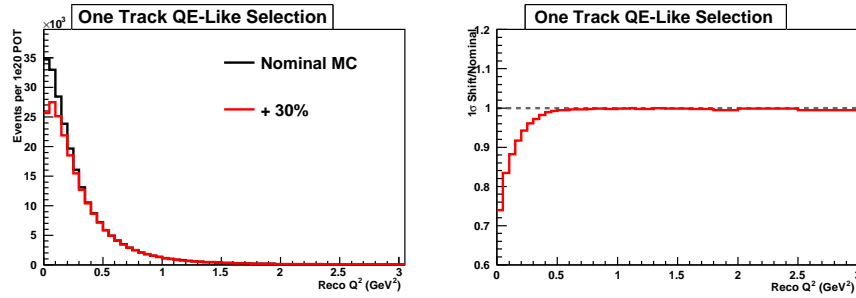 One Track QE-Like Selection
×10³
Events per 1e20 POT
35
30
25
20
15
10
5
0
Nominal MC
+ 30%
0 0.5 1 1.5 2 2.5 3
Reco Q² (GeV²)
One Track QE-Like Selection
1σ Shift/Nominal
1.2
1.1
1
0.9
0.8
0.7
0.6
0 0.5 1 1.5 2 2.5 3
Reco Q² (GeV²)